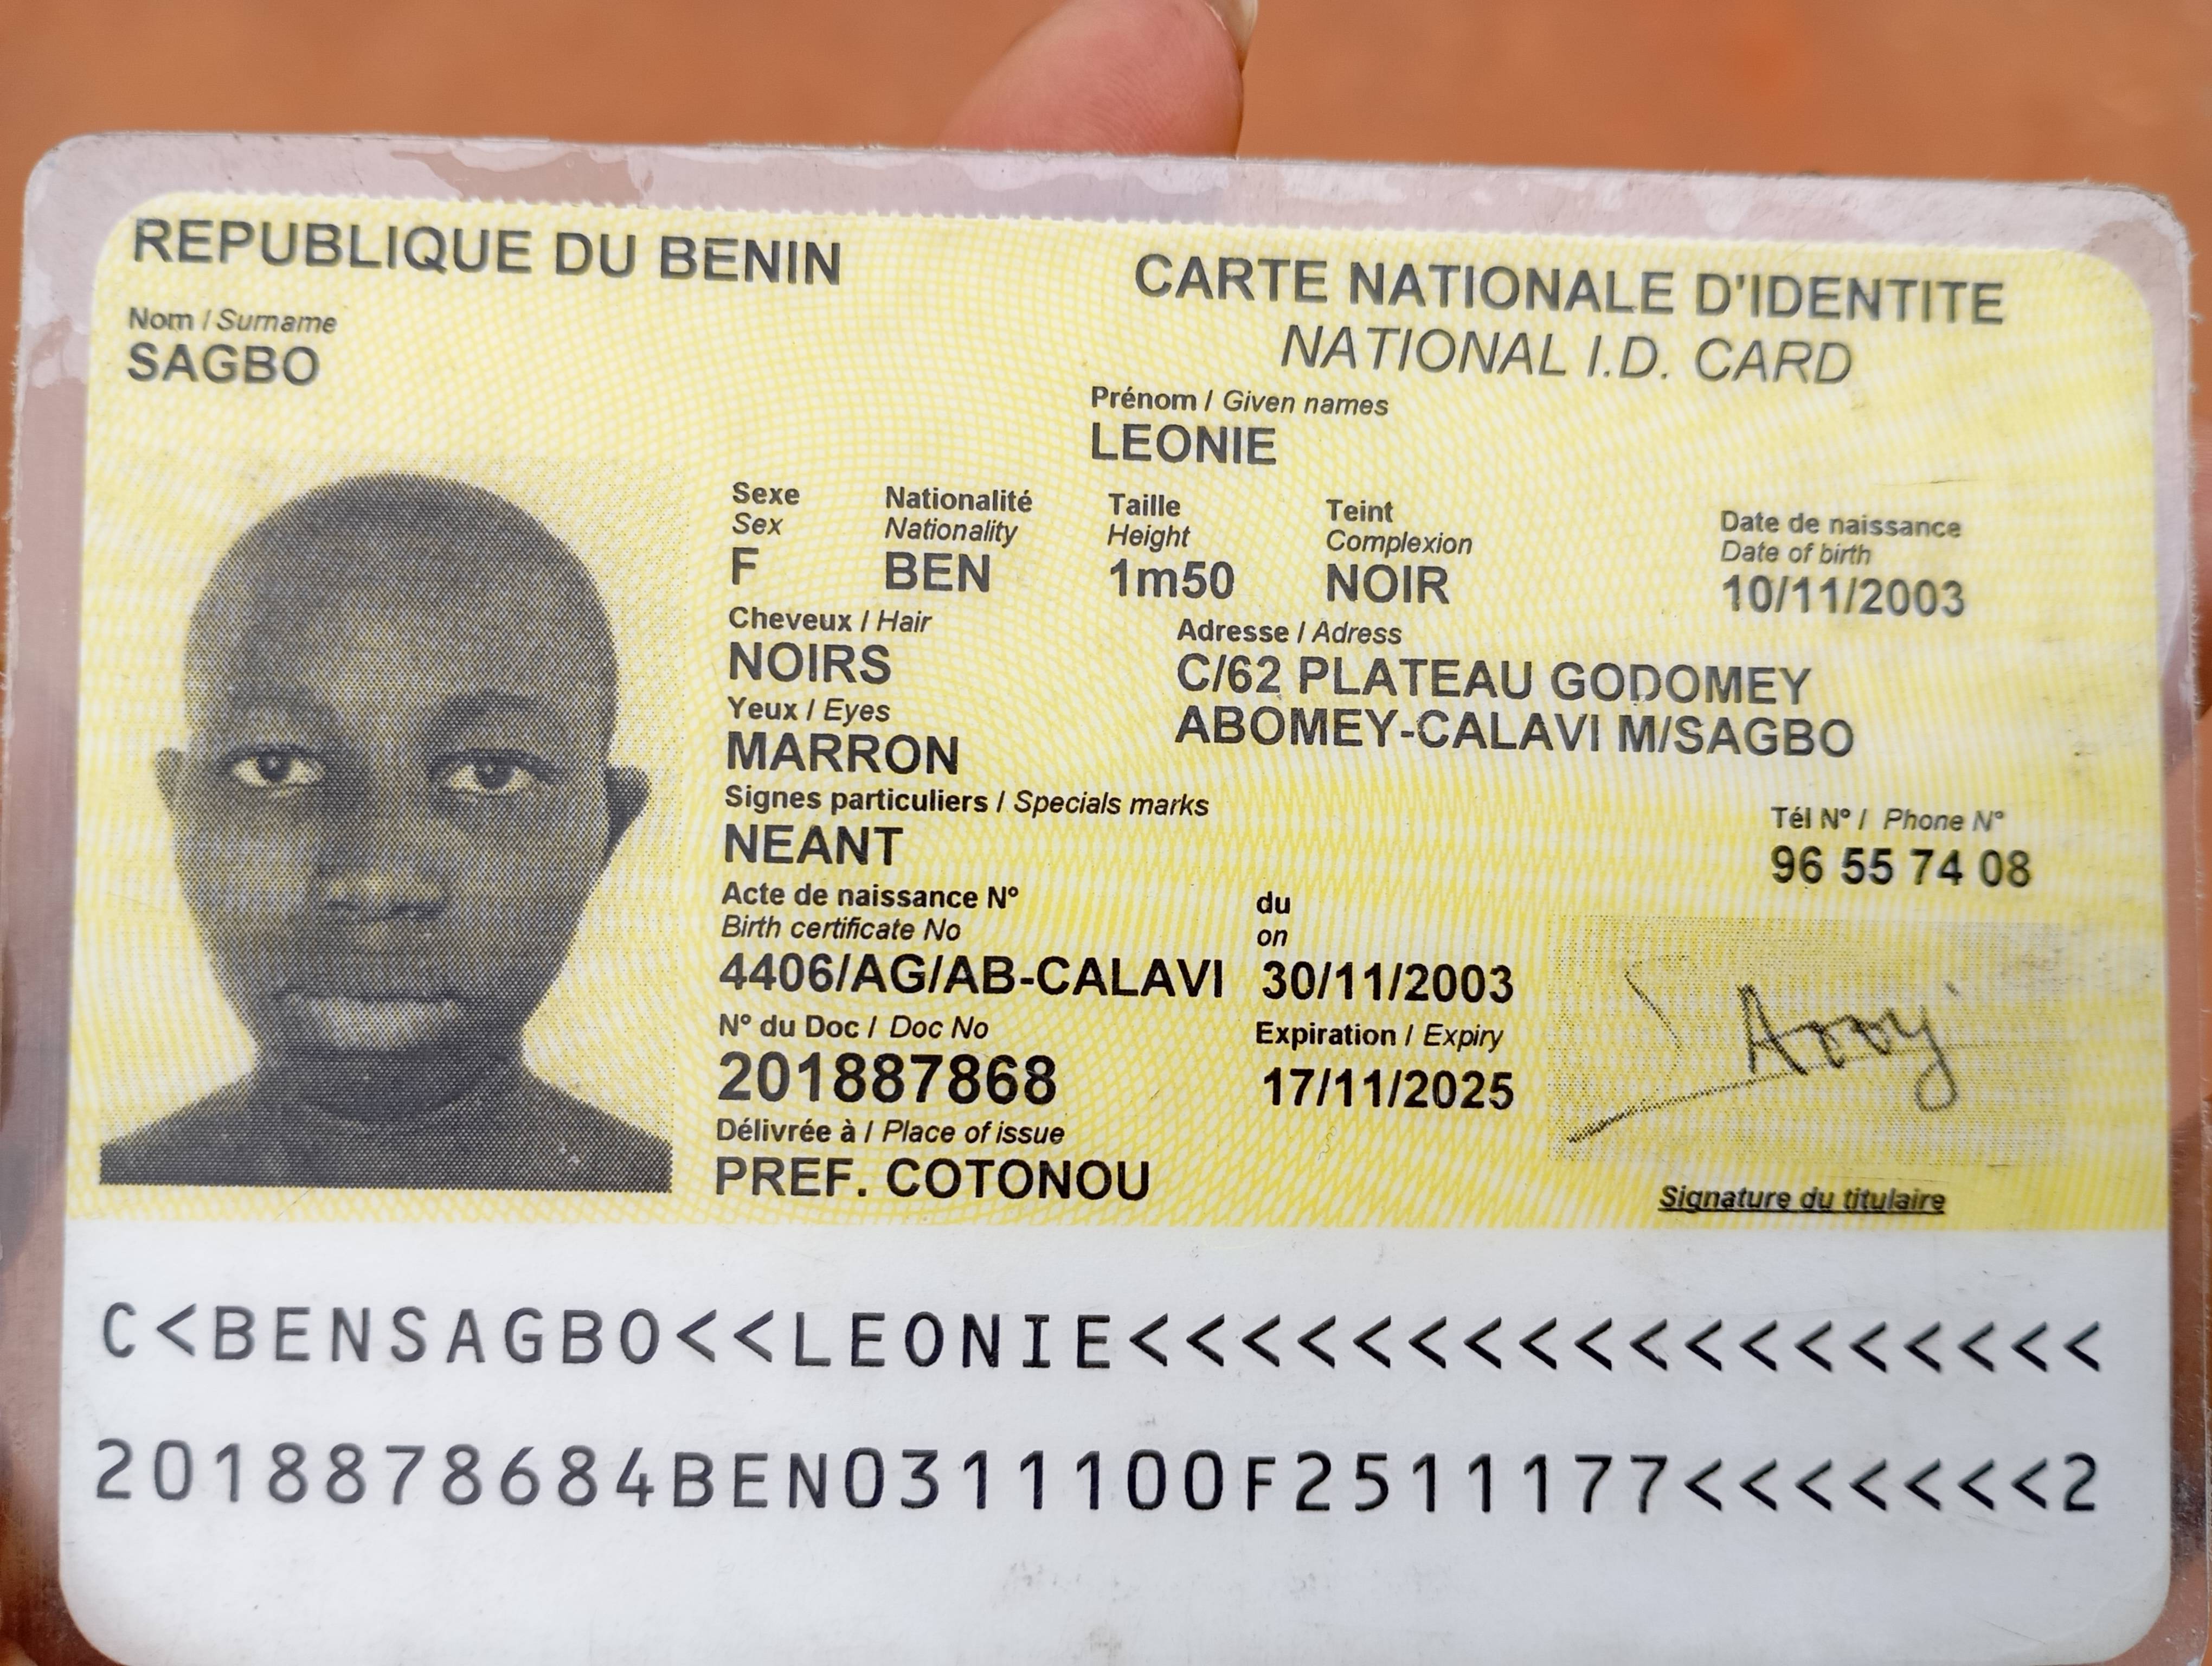 REPUBLIQUE DU BENIN
CARTE NATIONALE D'IDENTITE
NATIONAL I.D. CARD
Nom / Surname
SAGBO
Prénom / Given names
LEONIE
Sexe Nationalité Taille Teint Date de naissance
Sex Nationality Height Complexion Date of birth
F BEN 1m50 NOIR 10/11/2003
Cheveux / Hair Adresse / Adress
NOIRS C/62 PLATEAU GODOMEY
Yeux / Eyes ABOMEY-CALAVI M/SAGBO
MARRON
Signes particuliers / Specials marks Tél N° / Phone N°
NEANT 96 55 74 08
Acte de naissance N° du
Birth certificate No on
4406/AG/AB-CALAVI 30/11/2003
N° du Doc / Doc No Expiration / Expiry
201887868 17/11/2025
Délivrée à / Place of issue
PREF. COTONOU
Signature du titulaire
C<BENSAGBO<<LEONIE<<<<<<<<<<<<<<<<<<
2018878684BEN0311100F2511177<<<<<<<2